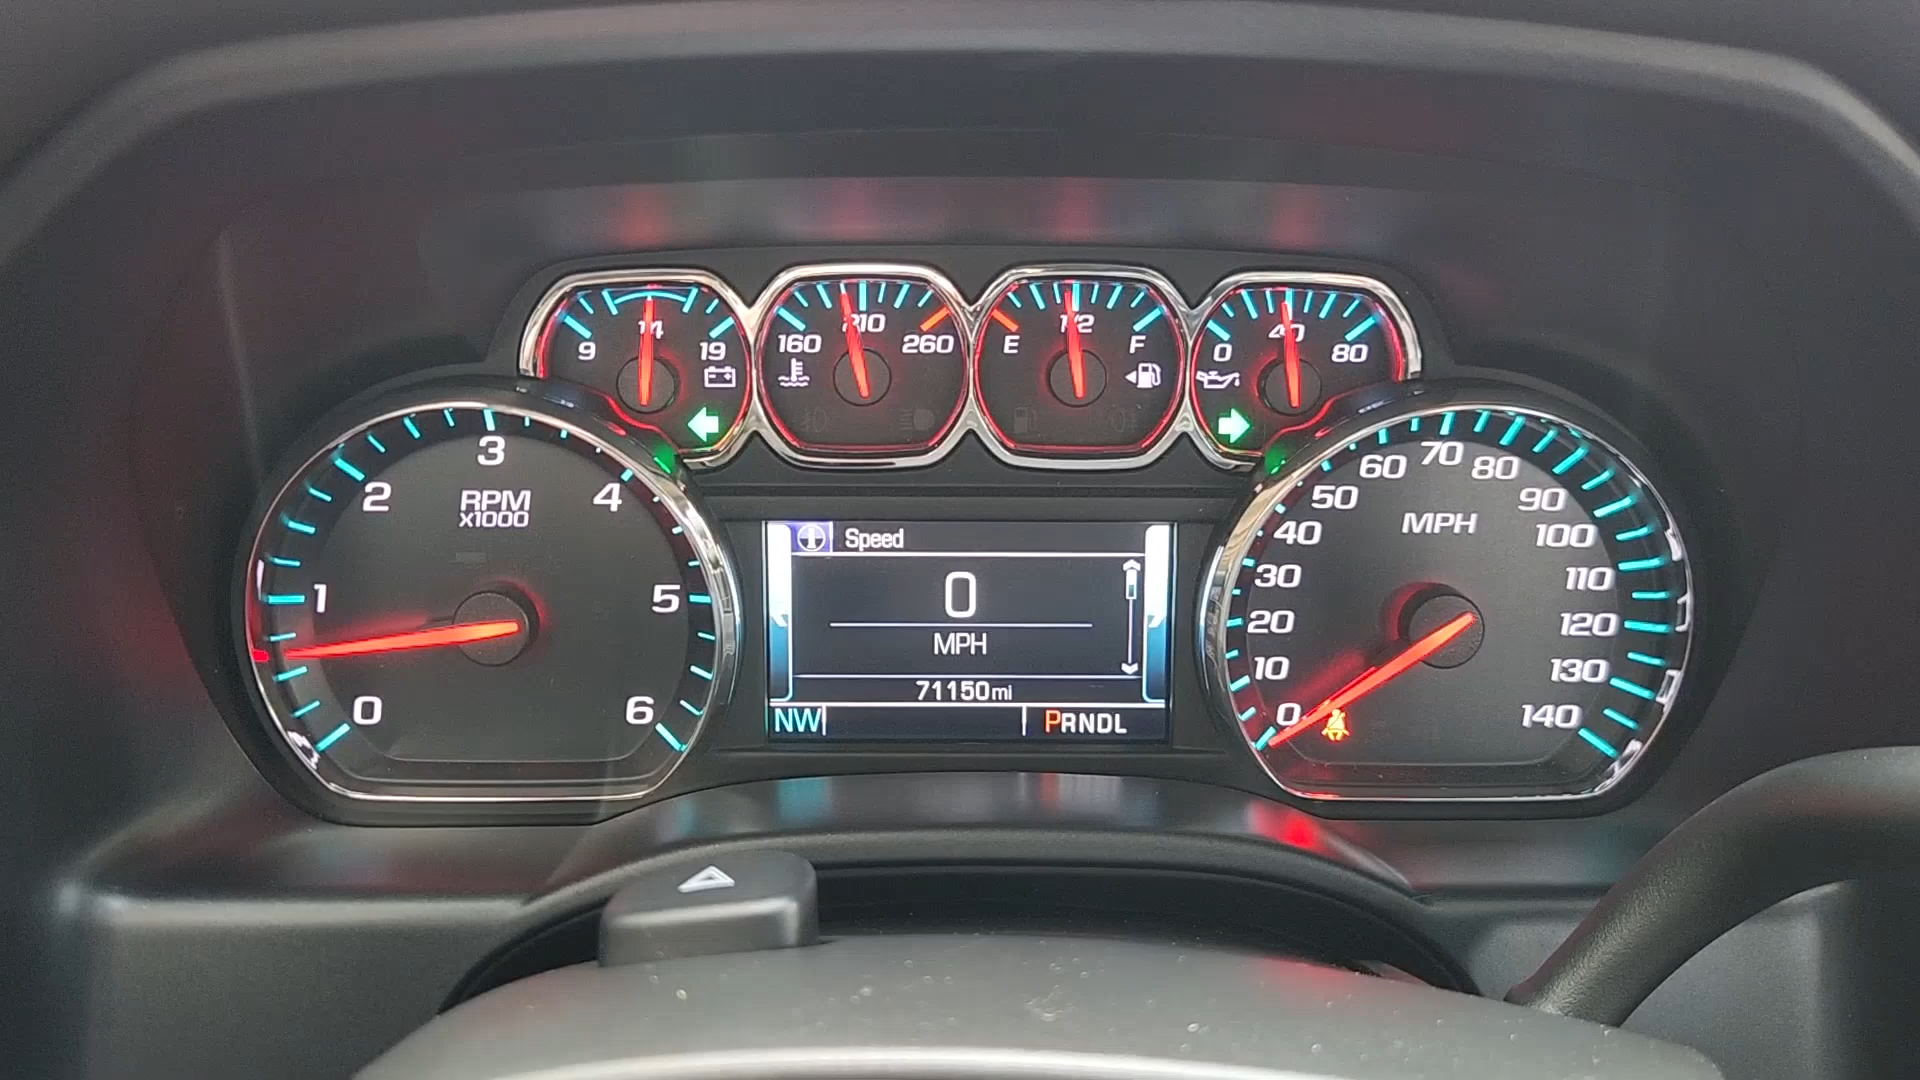 9 14 19
160 210 260
E 1/2 F
0 40 80
0 1 2 3 4 5 6
RPM
x1000
Speed
0
MPH
71150mi
NW PRNDL
0 10 20 30 40 50 60 70 80 90 100 110 120 130 140
MPH